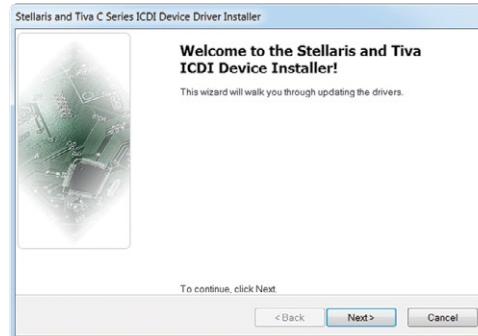 Stellaris and Tiva C Series ICDI Device Driver Installer
Welcome to the Stellaris and Tiva
ICDI Device Installer!
This wizard will walk you through updating the drivers.
To continue, click Next.
< Back Next > Cancel